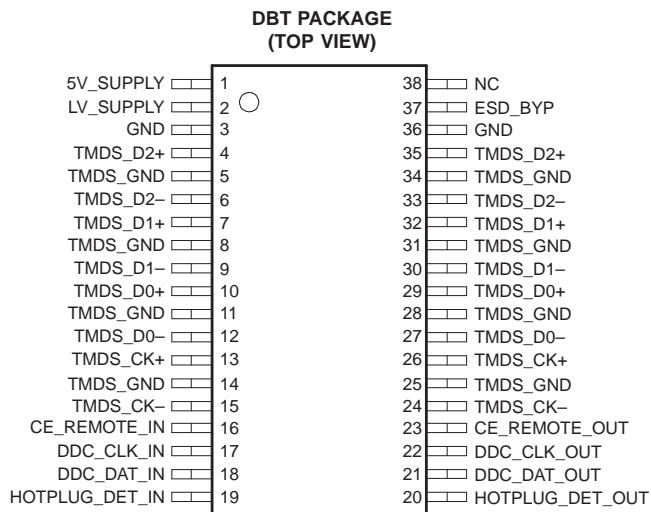 DBT PACKAGE
(TOP VIEW)
5V_SUPPLY 1 38 NC
LV_SUPPLY 2 37 ESD_BYP
GND 3 36 GND
TMDS_D2+ 4 35 TMDS_D2+
TMDS_GND 5 34 TMDS_GND
TMDS_D2– 6 33 TMDS_D2–
TMDS_D1+ 7 32 TMDS_D1+
TMDS_GND 8 31 TMDS_GND
TMDS_D1– 9 30 TMDS_D1–
TMDS_D0+ 10 29 TMDS_D0+
TMDS_GND 11 28 TMDS_GND
TMDS_D0– 12 27 TMDS_D0–
TMDS_CK+ 13 26 TMDS_CK+
TMDS_GND 14 25 TMDS_GND
TMDS_CK– 15 24 TMDS_CK–
CE_REMOTE_IN 16 23 CE_REMOTE_OUT
DDC_CLK_IN 17 22 DDC_CLK_OUT
DDC_DAT_IN 18 21 DDC_DAT_OUT
HOTPLUG_DET_IN 19 20 HOTPLUG_DET_OUT